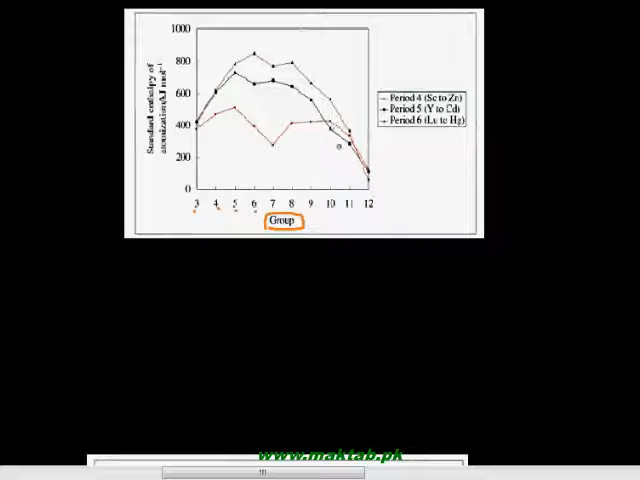 1000
800
600
400
200
0
Standard enthalpy of
atomization/kJ mol⁻¹
Period 4 (Sc to Zn)
Period 5 (Y to Cd)
Period 6 (Lu to Hg)
3 4 5 6 7 8 9 10 11 12
Group
www.maktab.pk
m